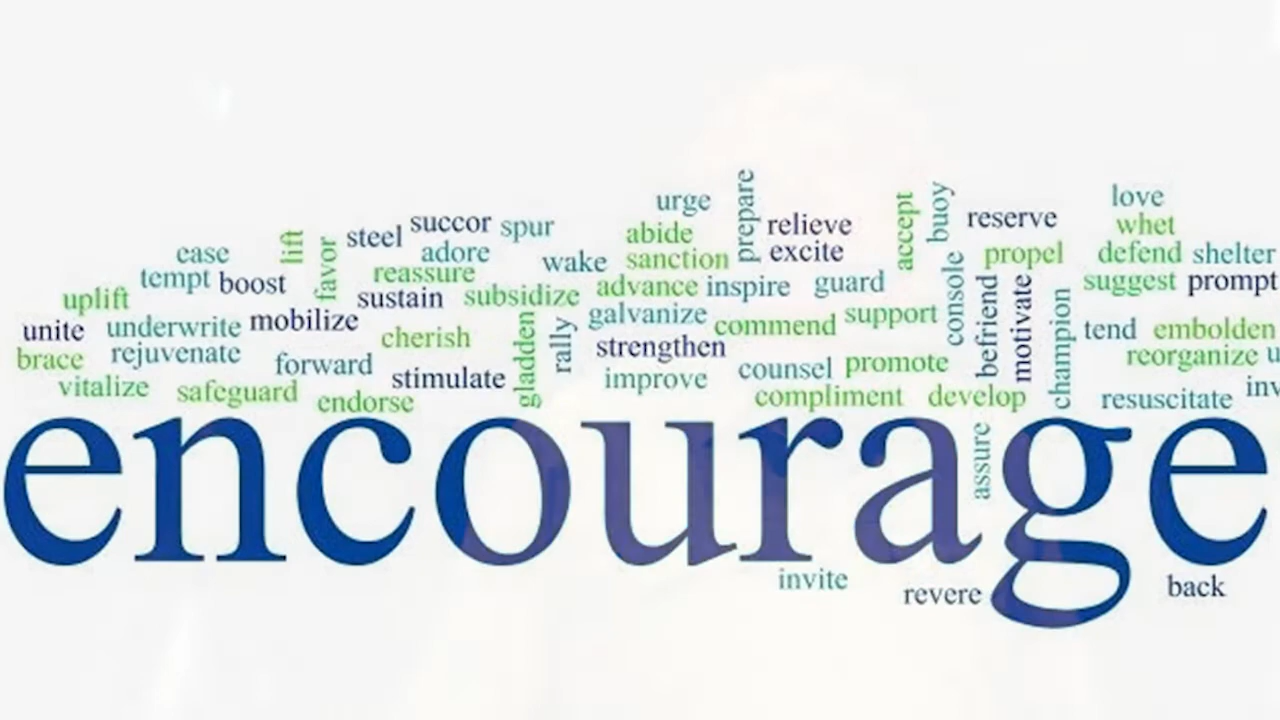 love
urge
prepare
accept
buoy
reserve
succor
spur
relieve
whet
steel
lift
favor
abide
ease
adore
wake
sanction
excite
propel
defend
shelter
tempt
boost
reassure
advance
inspire
guard
suggest
prompt
uplift
sustain
subsidize
console
befriend
motivate
champion
unite
underwrite
mobilize
cherish
gladden
rally
galvanize
commend
support
tend
embolden
brace
rejuvenate
forward
strengthen
reorganize
vitalize
safeguard
endorse
stimulate
improve
counsel
promote
compliment
develop
resuscitate
encourage
assure
invite
revere
back